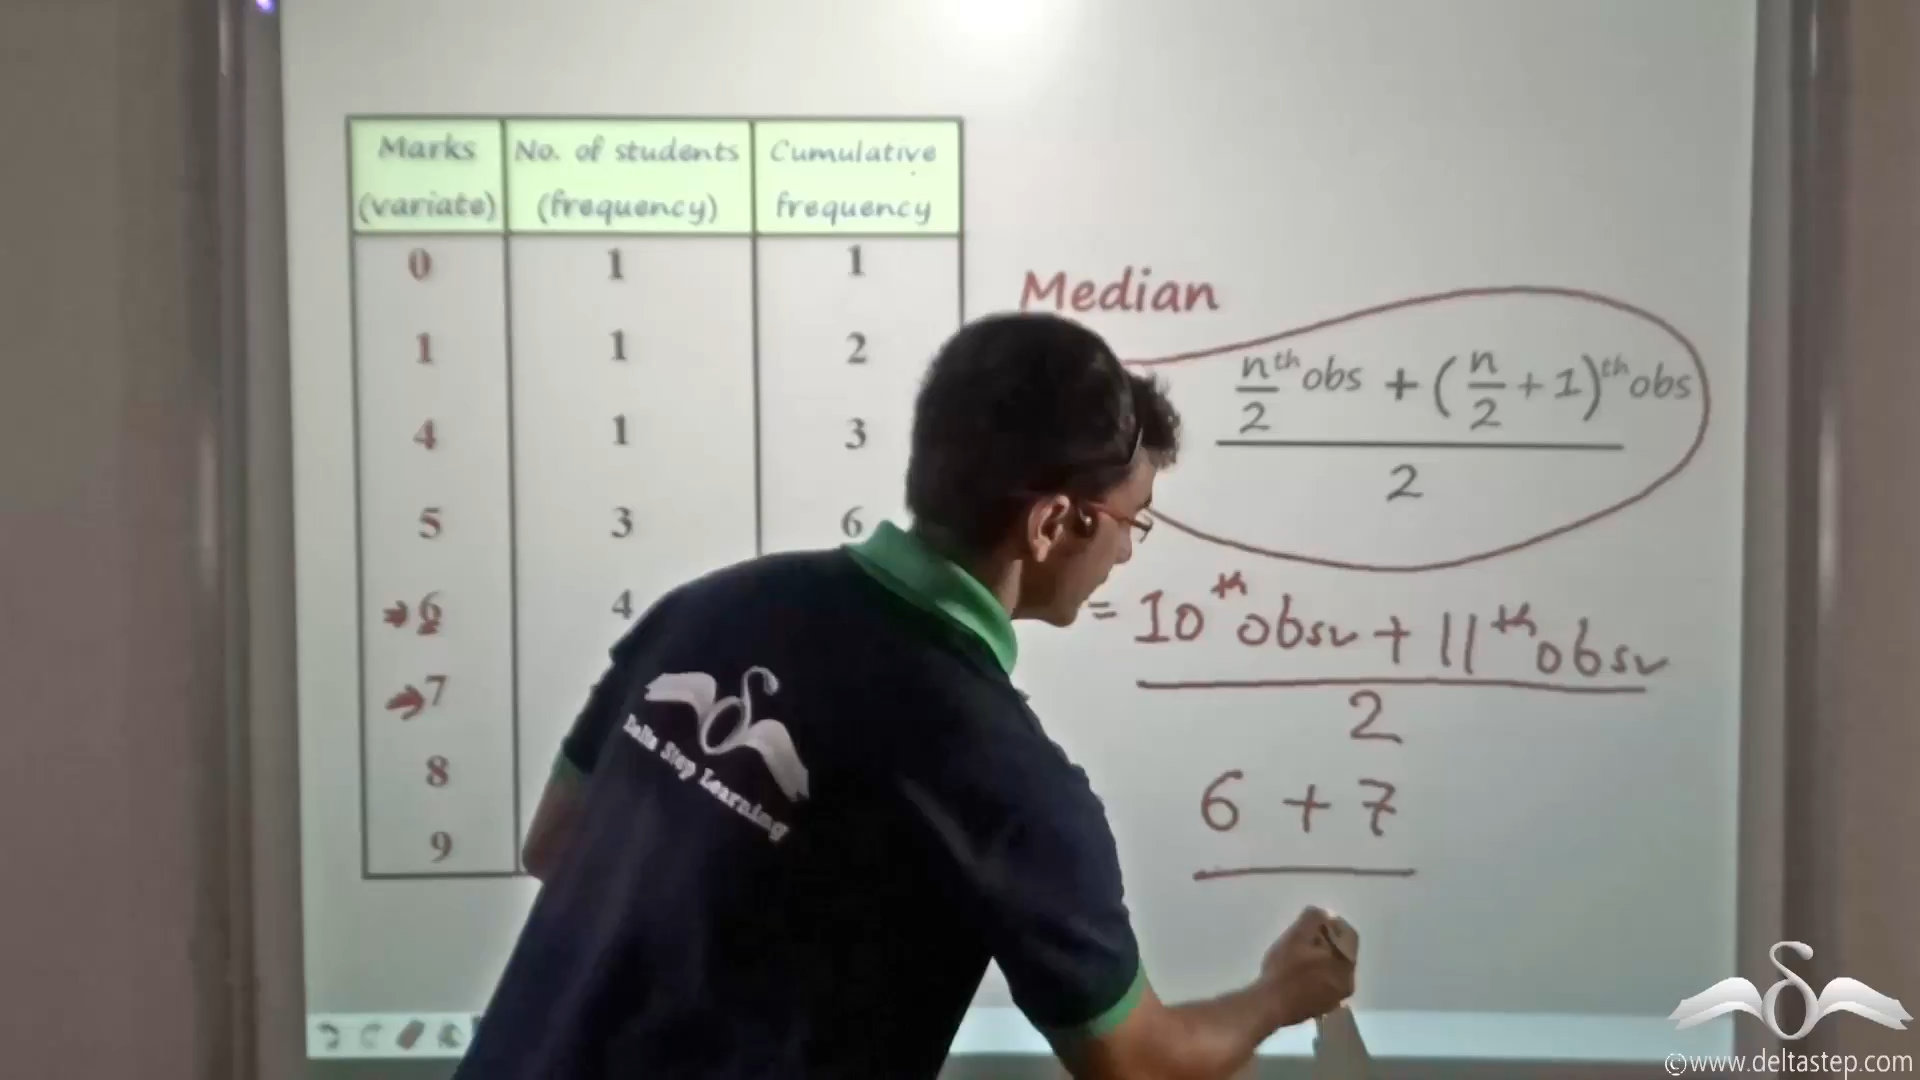 Marks No. of students Cumulative
(variate) (frequency) frequency
0 1 1
1 1 2
4 1 3
5 3 6
6 4
7
8
9
Median
n/2 th obs + (n/2 + 1)th obs
2
= 10th obsv + 11th obsv
2
6 + 7
Delta Step Learning
©www.deltastep.com